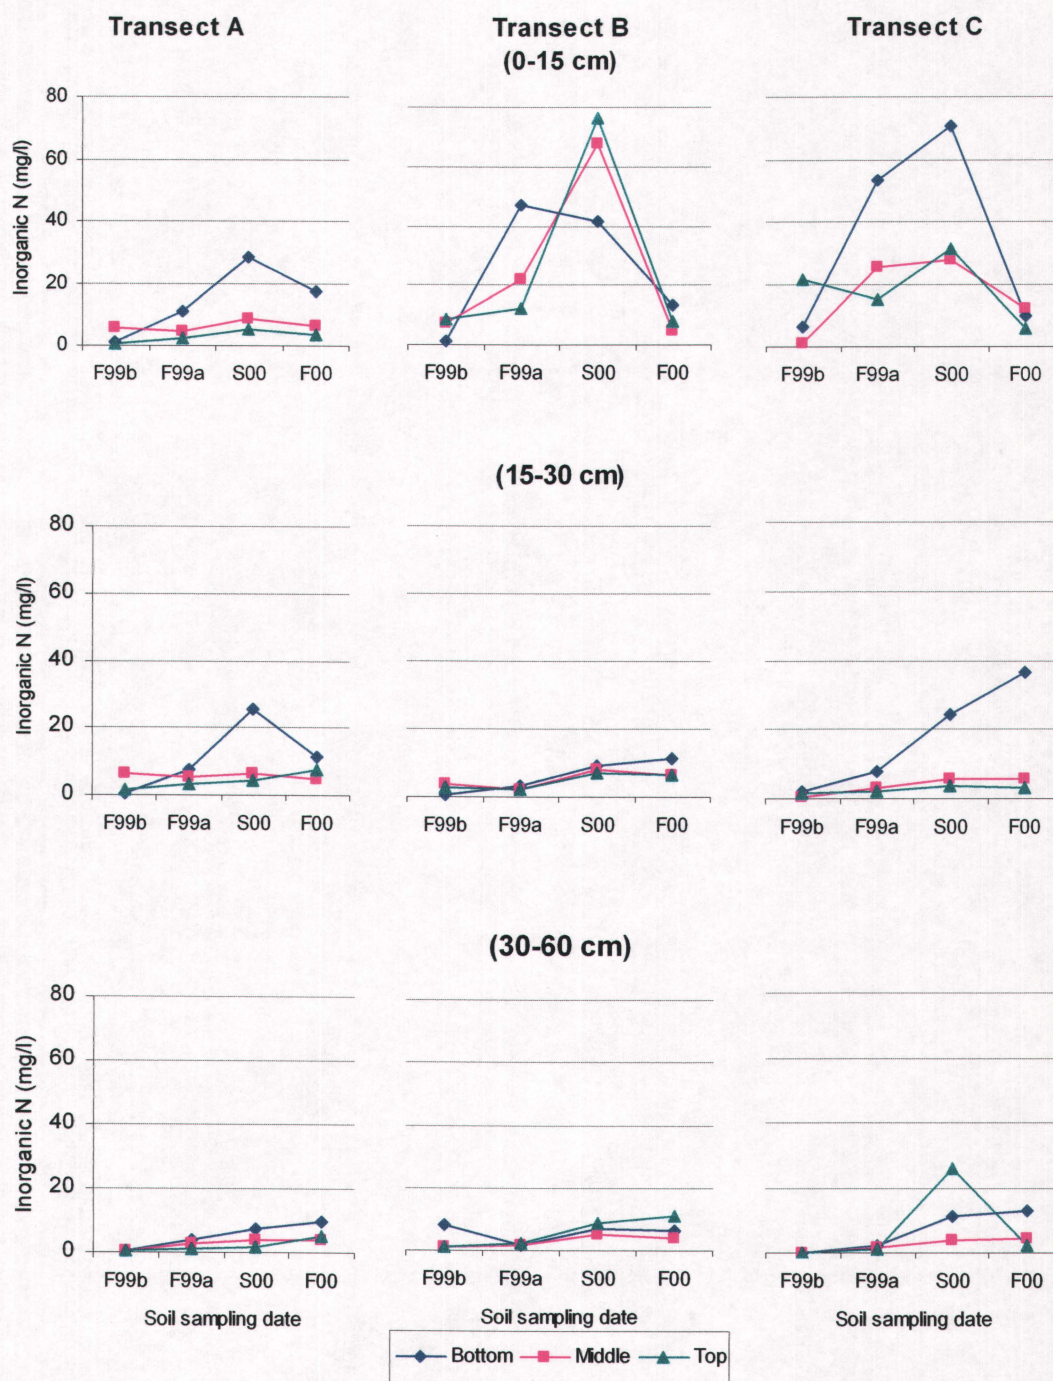 Transect A
Transect B
Transect C
(0-15 cm)
80
60
40
20
0
Inorganic N (mg/l)
F99b F99a S00 F00
F99b F99a S00 F00
F99b F99a S00 F00
(15-30 cm)
80
60
40
20
0
Inorganic N (mg/l)
F99b F99a S00 F00
F99b F99a S00 F00
F99b F99a S00 F00
(30-60 cm)
80
60
40
20
0
Inorganic N (mg/l)
F99b F99a S00 F00
F99b F99a S00 F00
F99b F99a S00 F00
Soil sampling date
Soil sampling date
Soil sampling date
Bottom Middle Top